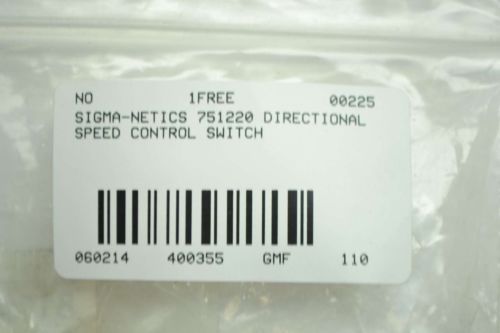 NO 1FREE 00225
SIGMA-NETICS 751220 DIRECTIONAL
SPEED CONTROL SWITCH
060214 400355 GMF 110